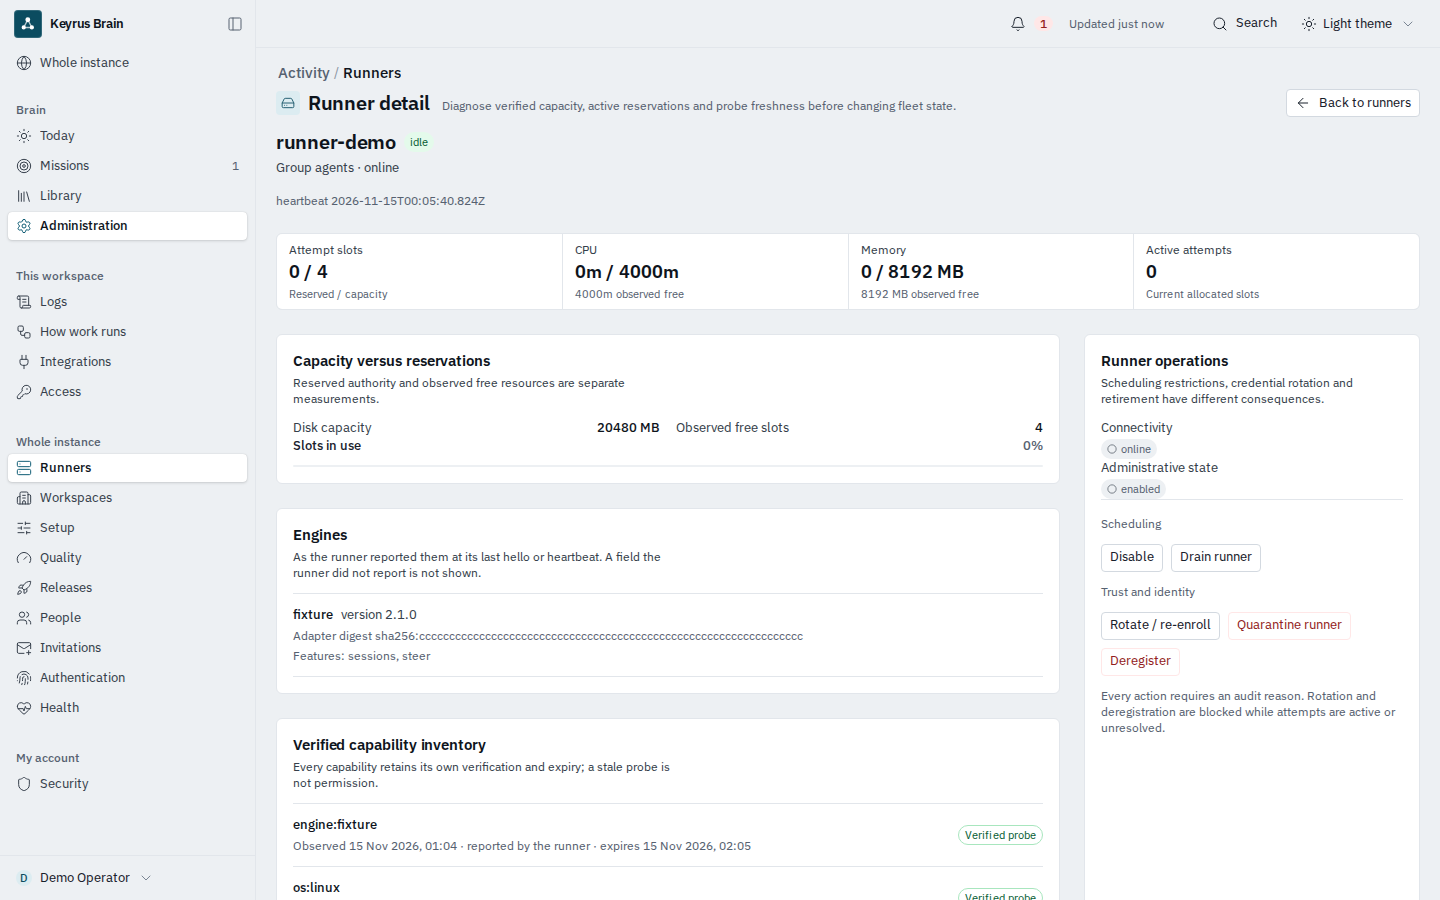 Keyrus Brain
Whole instance
Brain
Today
Missions 1
Library
Administration
This workspace
Logs
How work runs
Integrations
Access
Whole instance
Runners
Workspaces
Setup
Quality
Releases
People
Invitations
Authentication
Health
My account
Security
D Demo Operator
1 Updated just now Search Light theme
Activity / Runners
Runner detail Diagnose verified capacity, active reservations and probe freshness before changing fleet state.
Back to runners
runner-demo idle
Group agents · online
heartbeat 2026-11-15T00:05:40.824Z
Attempt slots
0 / 4
Reserved / capacity
CPU
0m / 4000m
4000m observed free
Memory
0 / 8192 MB
8192 MB observed free
Active attempts
0
Current allocated slots
Capacity versus reservations
Reserved authority and observed free resources are separate
measurements.
Disk capacity 20480 MB Observed free slots 4
Slots in use 0%
Engines
As the runner reported them at its last hello or heartbeat. A field the
runner did not report is not shown.
fixture version 2.1.0
Adapter digest sha256:cccccccccccccccccccccccccccccccccccccccccccccccccccccccccccccccc
Features: sessions, steer
Verified capability inventory
Every capability retains its own verification and expiry; a stale probe is
not permission.
engine:fixture
Observed 15 Nov 2026, 01:04 · reported by the runner · expires 15 Nov 2026, 02:05
Verified probe
os:linux
Verified probe
Runner operations
Scheduling restrictions, credential rotation and
retirement have different consequences.
Connectivity
online
Administrative state
enabled
Scheduling
Disable Drain runner
Trust and identity
Rotate / re-enroll Quarantine runner
Deregister
Every action requires an audit reason. Rotation and
deregistration are blocked while attempts are active or
unresolved.